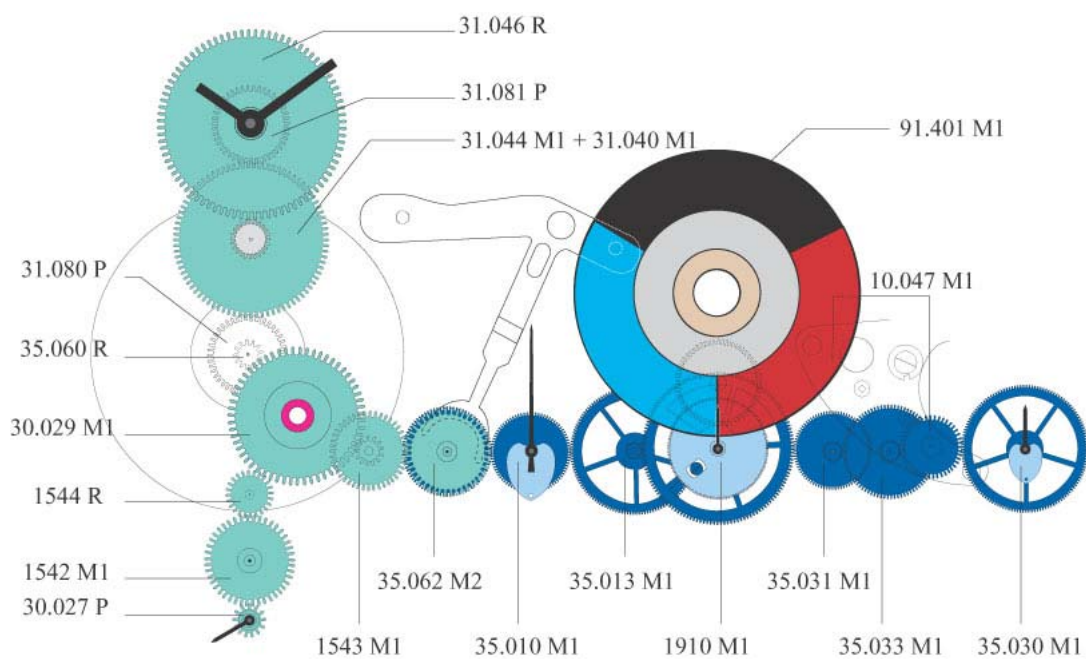 31.046 R
31.081 P
31.044 M1 + 31.040 M1
91.401 M1
31.080 P
10.047 M1
35.060 R
30.029 M1
1544 R
1542 M1
30.027 P
35.062 M2
35.013 M1
35.031 M1
1543 M1
35.010 M1
1910 M1
35.033 M1
35.030 M1